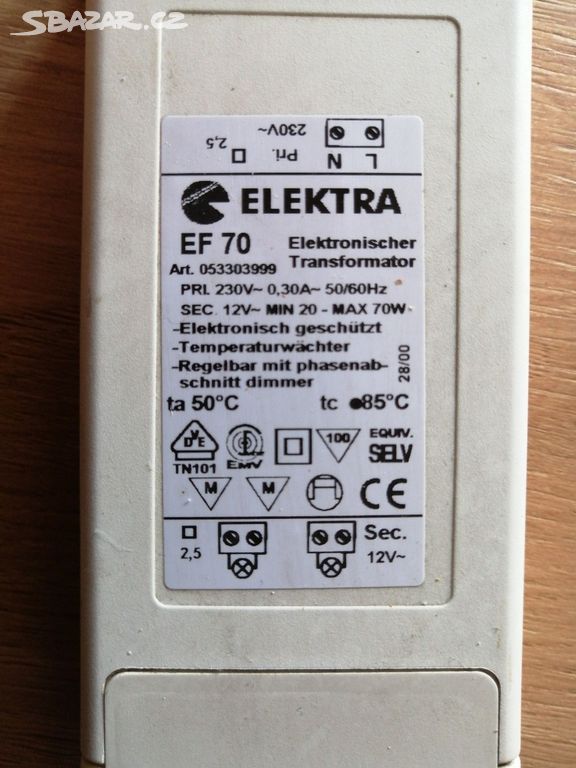 SBAZAR.CZ
L N
Pri. 2,5
230V~
ELEKTRA
EF 70 Elektronischer
Art. 053303999 Transformator
PRI. 230V~ 0,30A~ 50/60Hz
SEC. 12V~ MIN 20 - MAX 70W
-Elektronisch geschützt
-Temperaturwächter
-Regelbar mit phasenab-
schnitt dimmer
28/00
ta 50°C tc 85°C
VDE 100 EQUIV.
TN101 EMV SELV
M M CE
2,5 Sec.
12V~